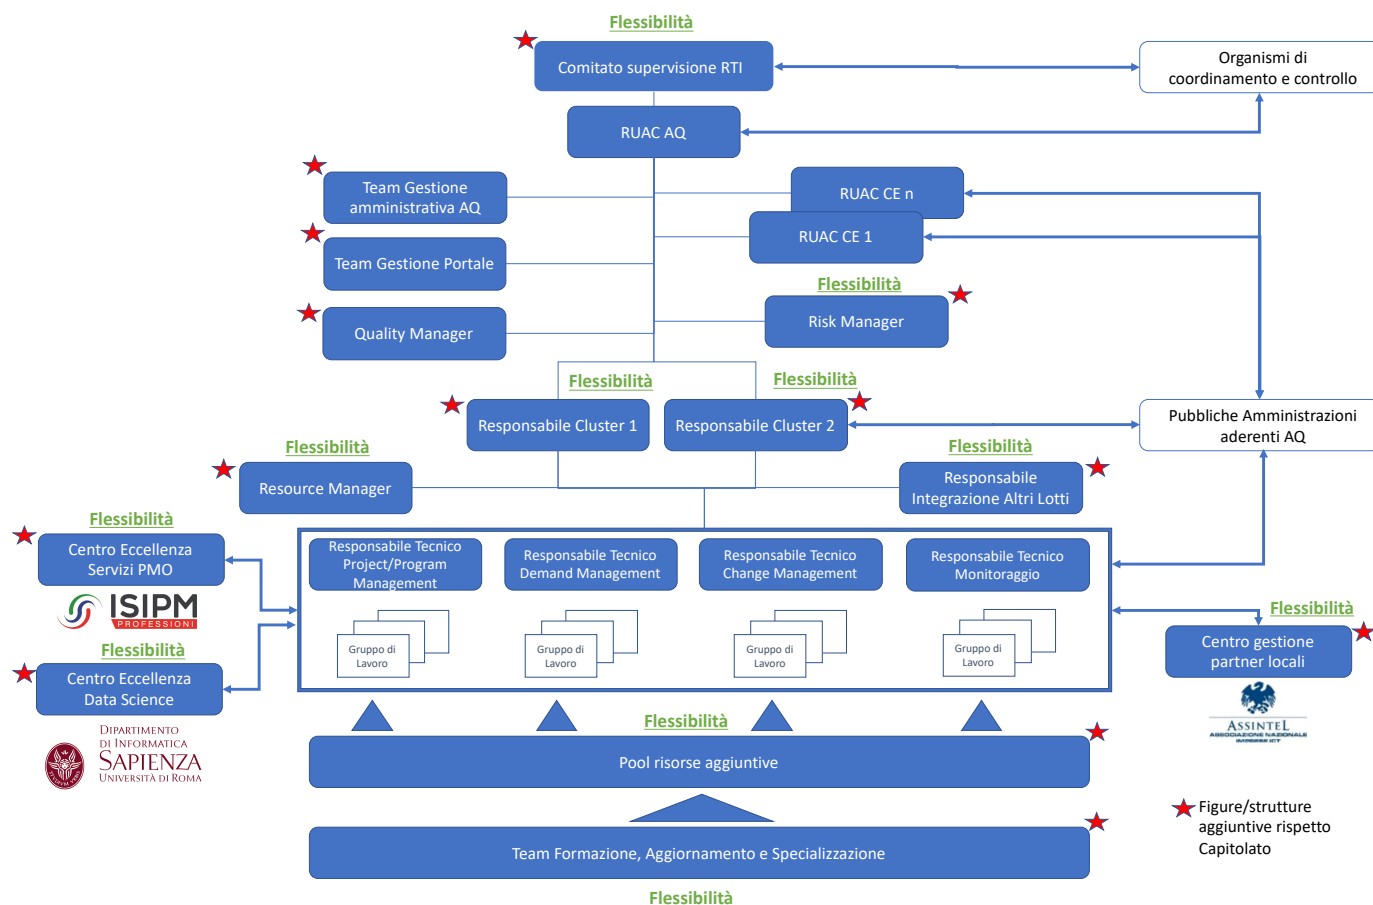 Flessibilità
Comitato supervisione RTI
Organismi di
coordinamento e controllo
RUAC AQ
Team Gestione
amministrativa AQ
RUAC CE n
RUAC CE 1
Team Gestione Portale
Flessibilità
Risk Manager
Quality Manager
Flessibilità
Flessibilità
Responsabile Cluster 1
Responsabile Cluster 2
Pubbliche Amministrazioni
aderenti AQ
Flessibilità
Resource Manager
Flessibilità
Responsabile
Integrazione Altri Lotti
Flessibilità
Centro Eccellenza
Servizi PMO
ISIPM
PROFESSIONI
Responsabile Tecnico
Project/Program
Management
Responsabile Tecnico
Demand Management
Responsabile Tecnico
Change Management
Responsabile Tecnico
Monitoraggio
Gruppo di
Lavoro
Gruppo di
Lavoro
Gruppo di
Lavoro
Gruppo di
Lavoro
Flessibilità
Centro gestione
partner locali
ASSINTEL
ASSOCIAZIONE NAZIONALE
IMPRESE ICT
Flessibilità
Centro Eccellenza
Data Science
DIPARTIMENTO
DI INFORMATICA
SAPIENZA
UNIVERSITÀ DI ROMA
Flessibilità
Pool risorse aggiuntive
Team Formazione, Aggiornamento e Specializzazione
Flessibilità
Figure/strutture
aggiuntive rispetto
Capitolato